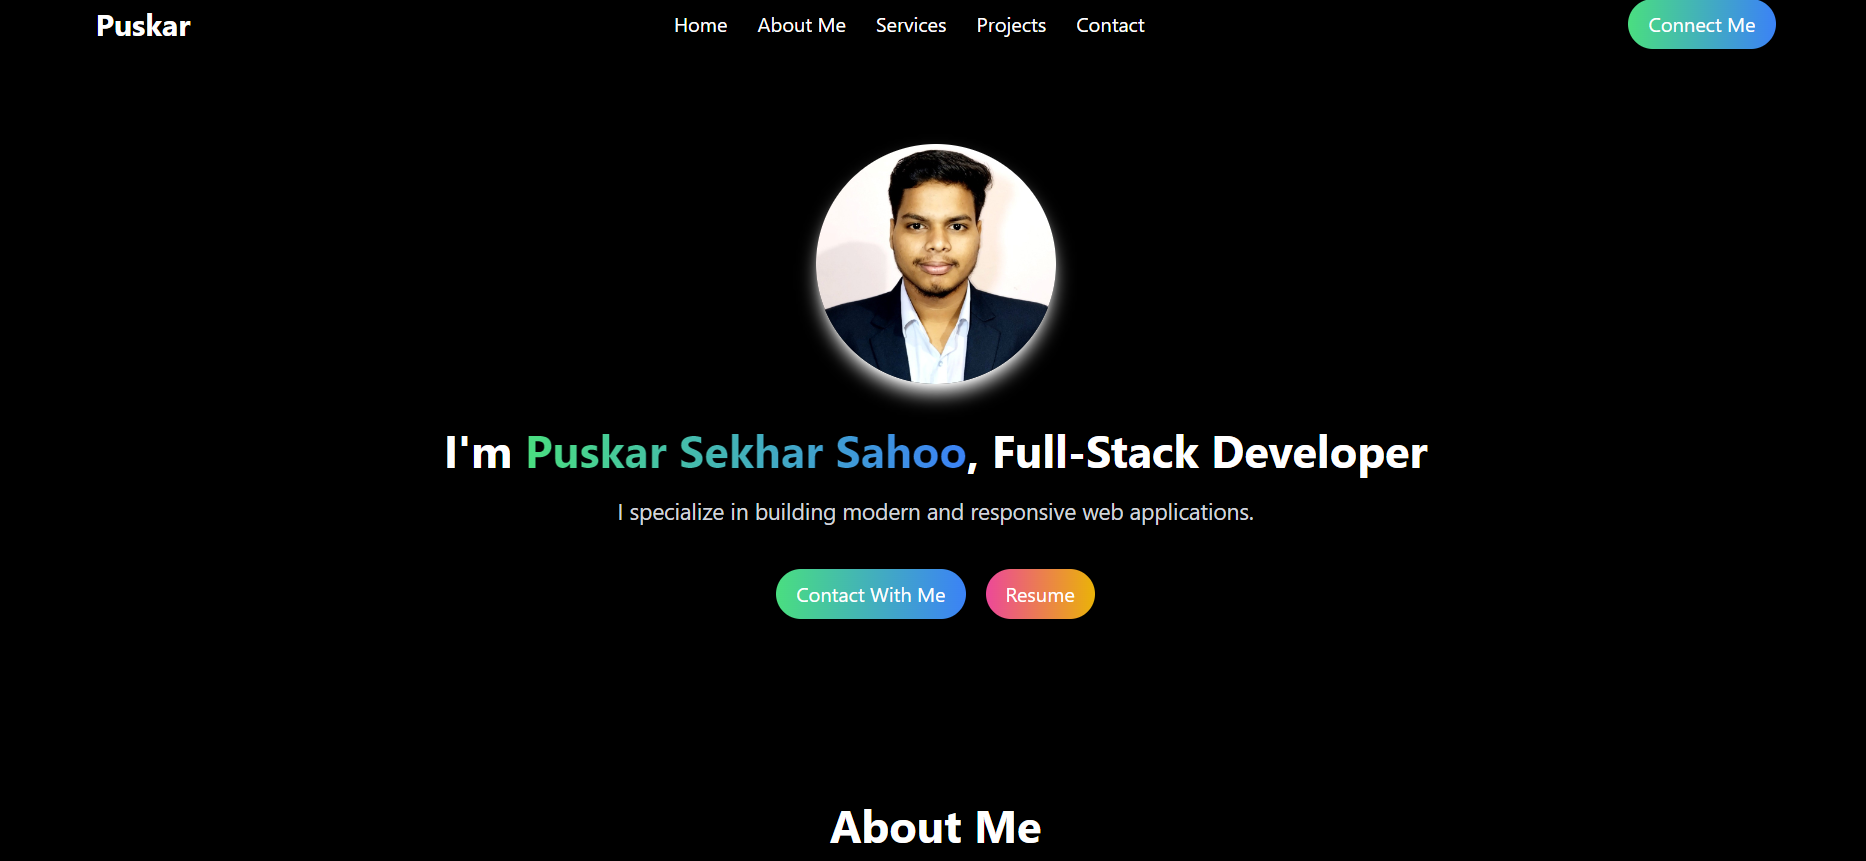 Puskar
Home About Me Services Projects Contact
Connect Me
I'm Puskar Sekhar Sahoo, Full-Stack Developer
I specialize in building modern and responsive web applications.
Contact With Me
Resume
About Me